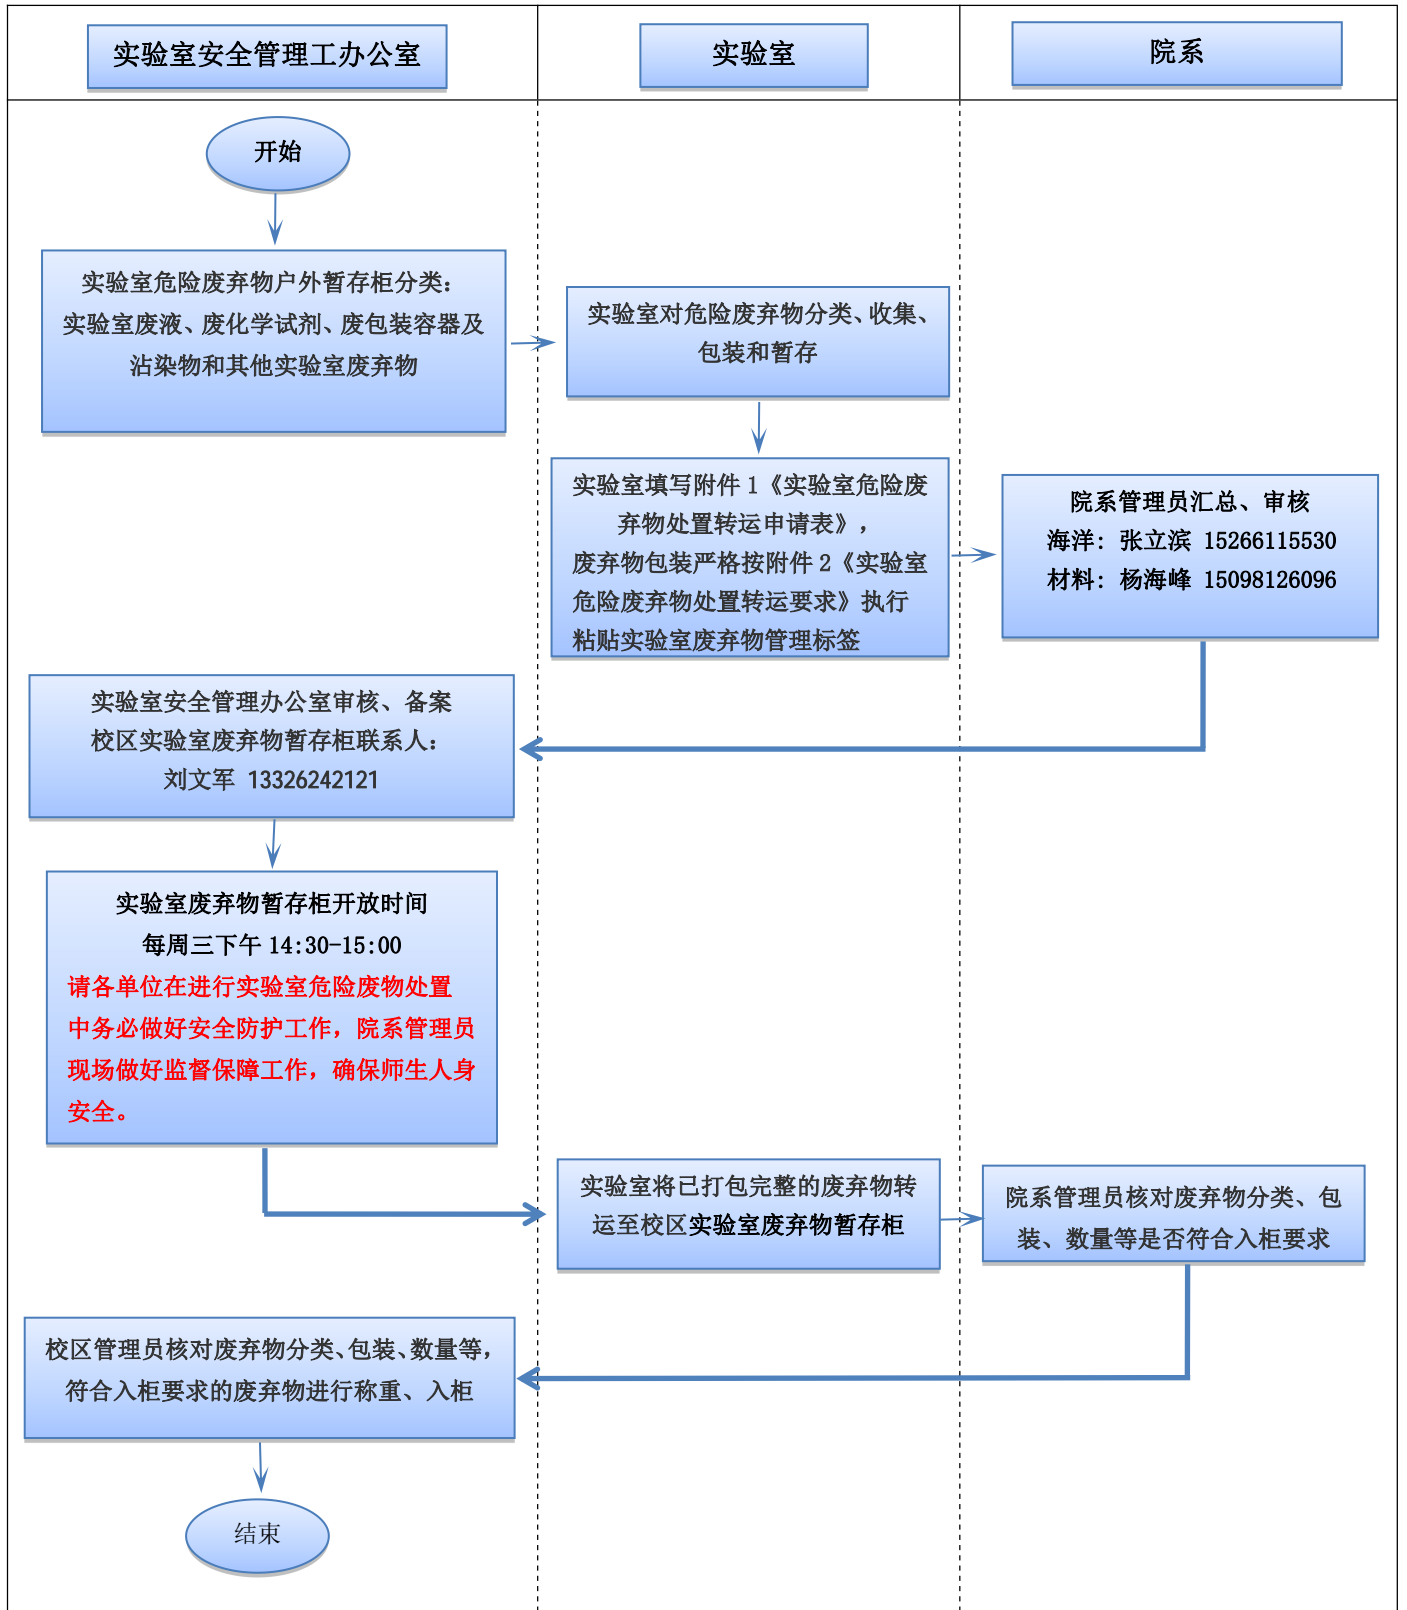 实验室安全管理工办公室
实验室
院系
开始
实验室危险废弃物户外暂存柜分类：
实验室废液、废化学试剂、废包装容器及
沾染物和其他实验室废弃物
实验室对危险废弃物分类、收集、
包装和暂存
实验室填写附件 1《实验室危险废
弃物处置转运申请表》，
废弃物包装严格按附件 2《实验室
危险废弃物处置转运要求》执行
粘贴实验室废弃物管理标签
院系管理员汇总、审核
海洋：张立滨 15266115530
材料：杨海峰 15098126096
实验室安全管理办公室审核、备案
校区实验室废弃物暂存柜联系人：
刘文军 13326242121
实验室废弃物暂存柜开放时间
每周三下午 14:30-15:00
请各单位在进行实验室危险废物处置
中务必做好安全防护工作，院系管理员
现场做好监督保障工作，确保师生人身
安全。
实验室将已打包完整的废弃物转
运至校区实验室废弃物暂存柜
院系管理员核对废弃物分类、包
装、数量等是否符合入柜要求
校区管理员核对废弃物分类、包装、数量等，
符合入柜要求的废弃物进行称重、入柜
结束